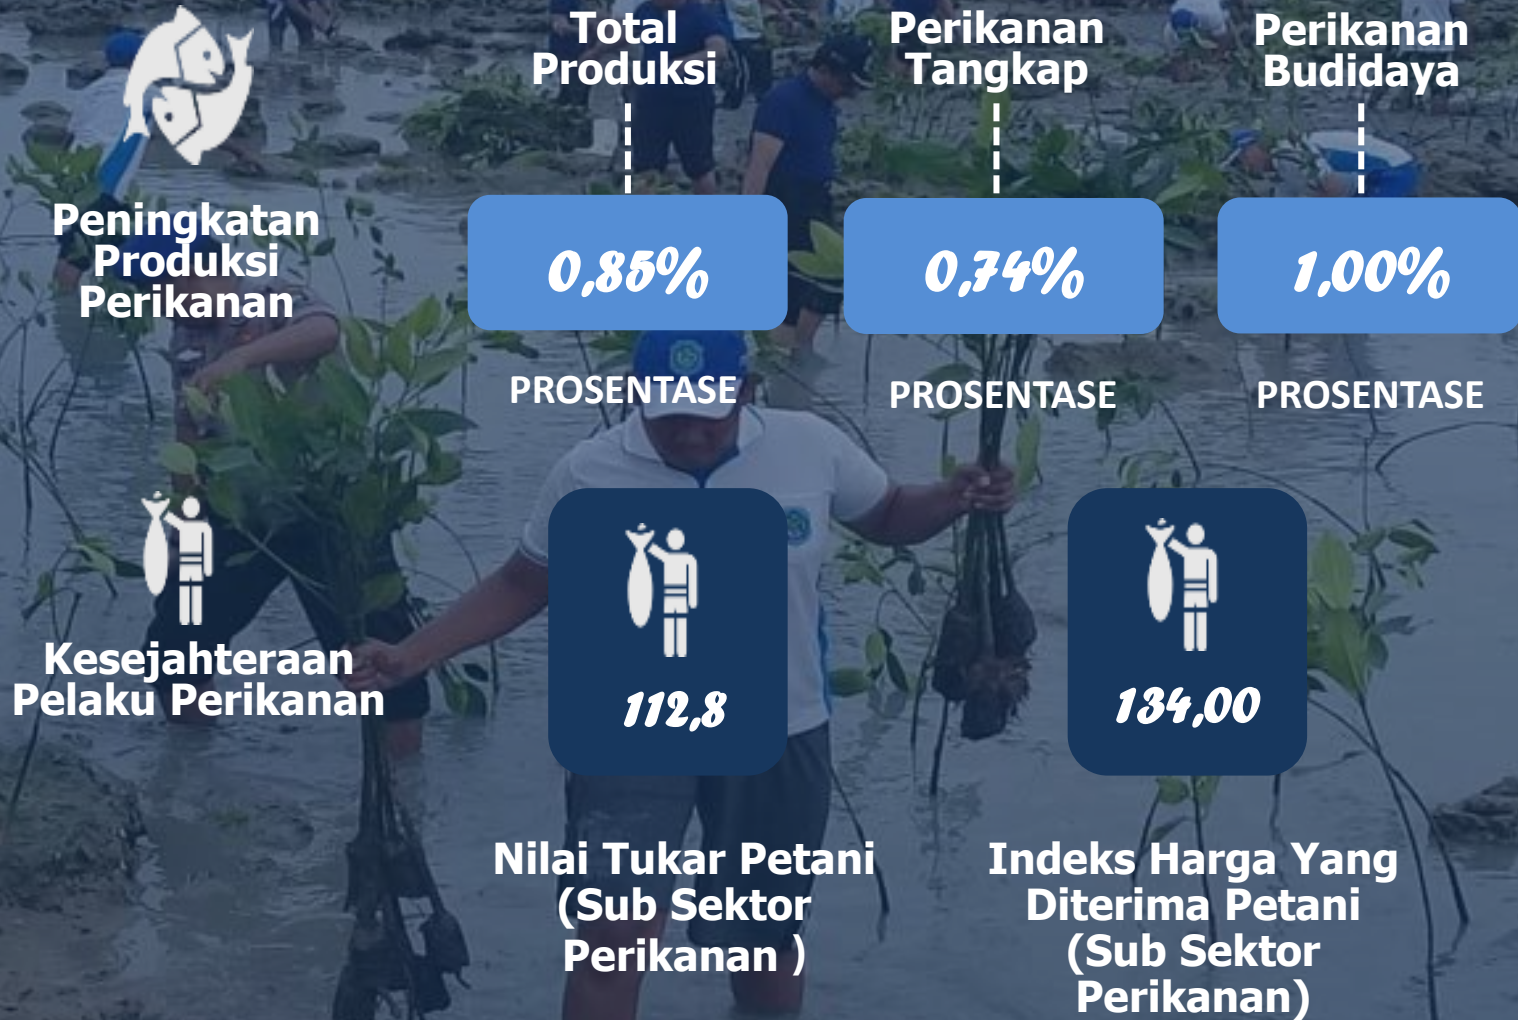 Total
Produksi
Perikanan
Tangkap
Perikanan
Budidaya
Peningkatan
Produksi
Perikanan
0,85%
0,74%
1,00%
PROSENTASE
PROSENTASE
PROSENTASE
Kesejahteraan
Pelaku Perikanan
112,8
134,00
Nilai Tukar Petani
(Sub Sektor
Perikanan )
Indeks Harga Yang
Diterima Petani
(Sub Sektor
Perikanan)